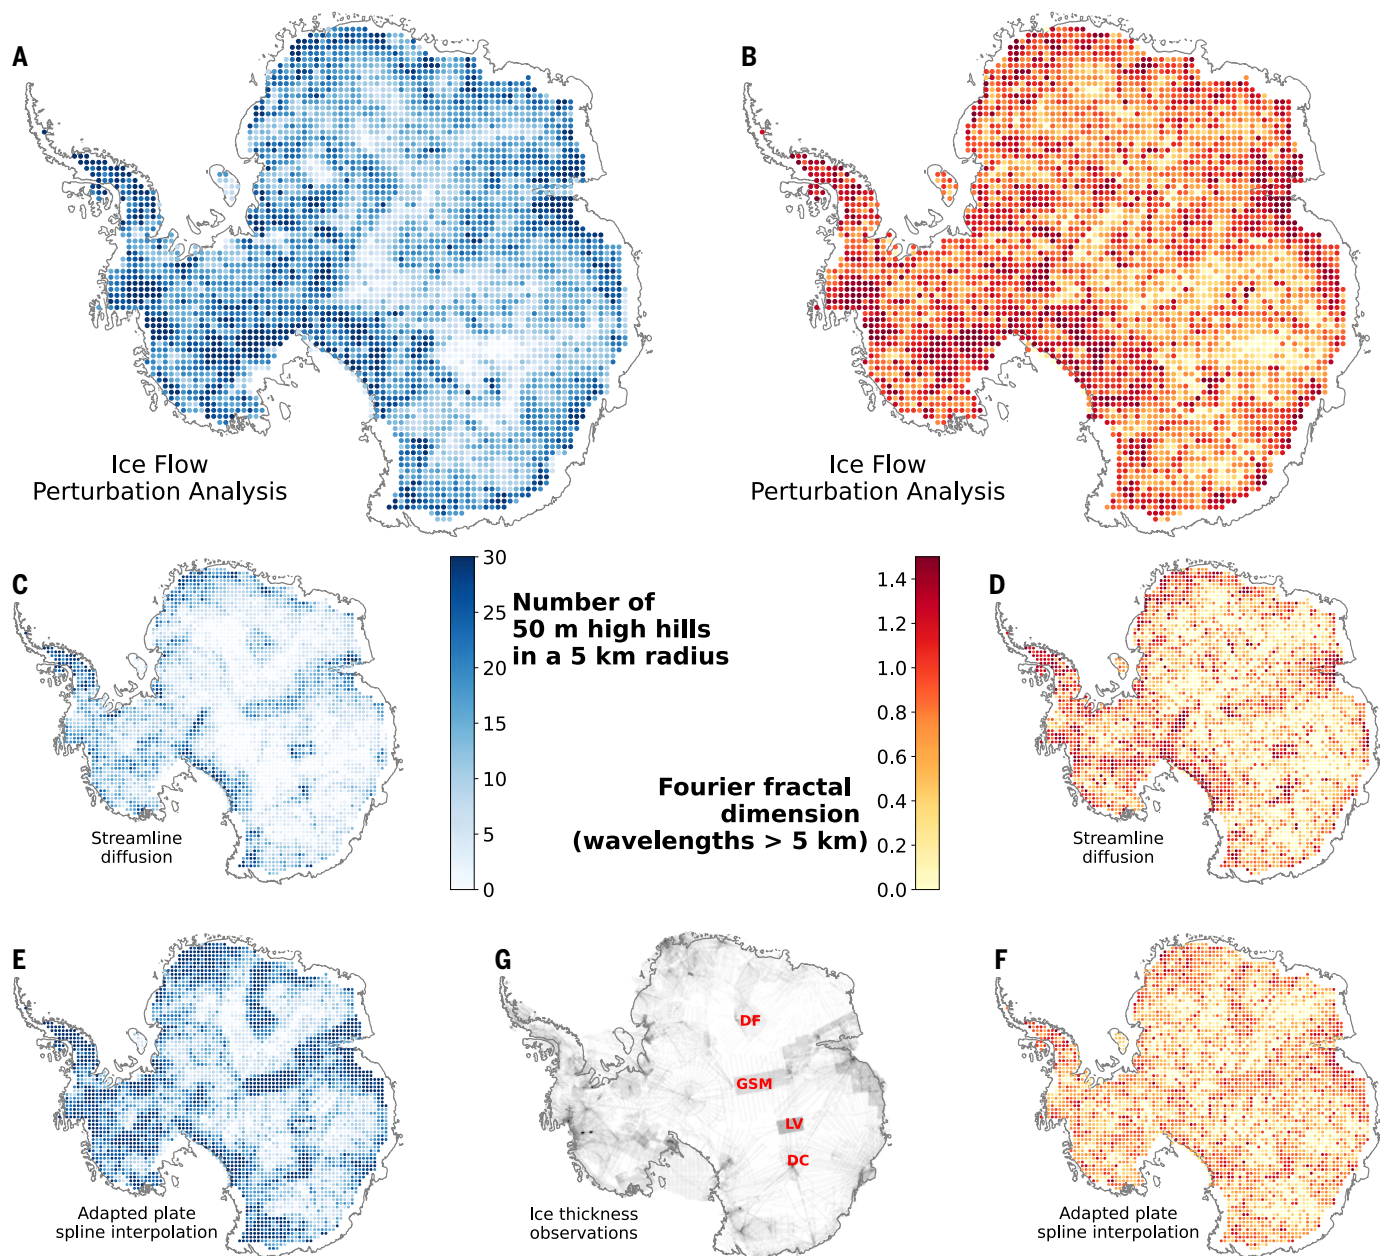 A
B
Ice Flow
Perturbation Analysis
Ice Flow
Perturbation Analysis
C
30
25
20
15
10
5
0
Number of
50 m high hills
in a 5 km radius
1.4
1.2
1.0
0.8
0.6
0.4
0.2
0.0
Fourier fractal
dimension
(wavelengths > 5 km)
D
Streamline
diffusion
Streamline
diffusion
E
G
F
DF
GSM
LV
DC
Adapted plate
spline interpolation
Ice thickness
observations
Adapted plate
spline interpolation